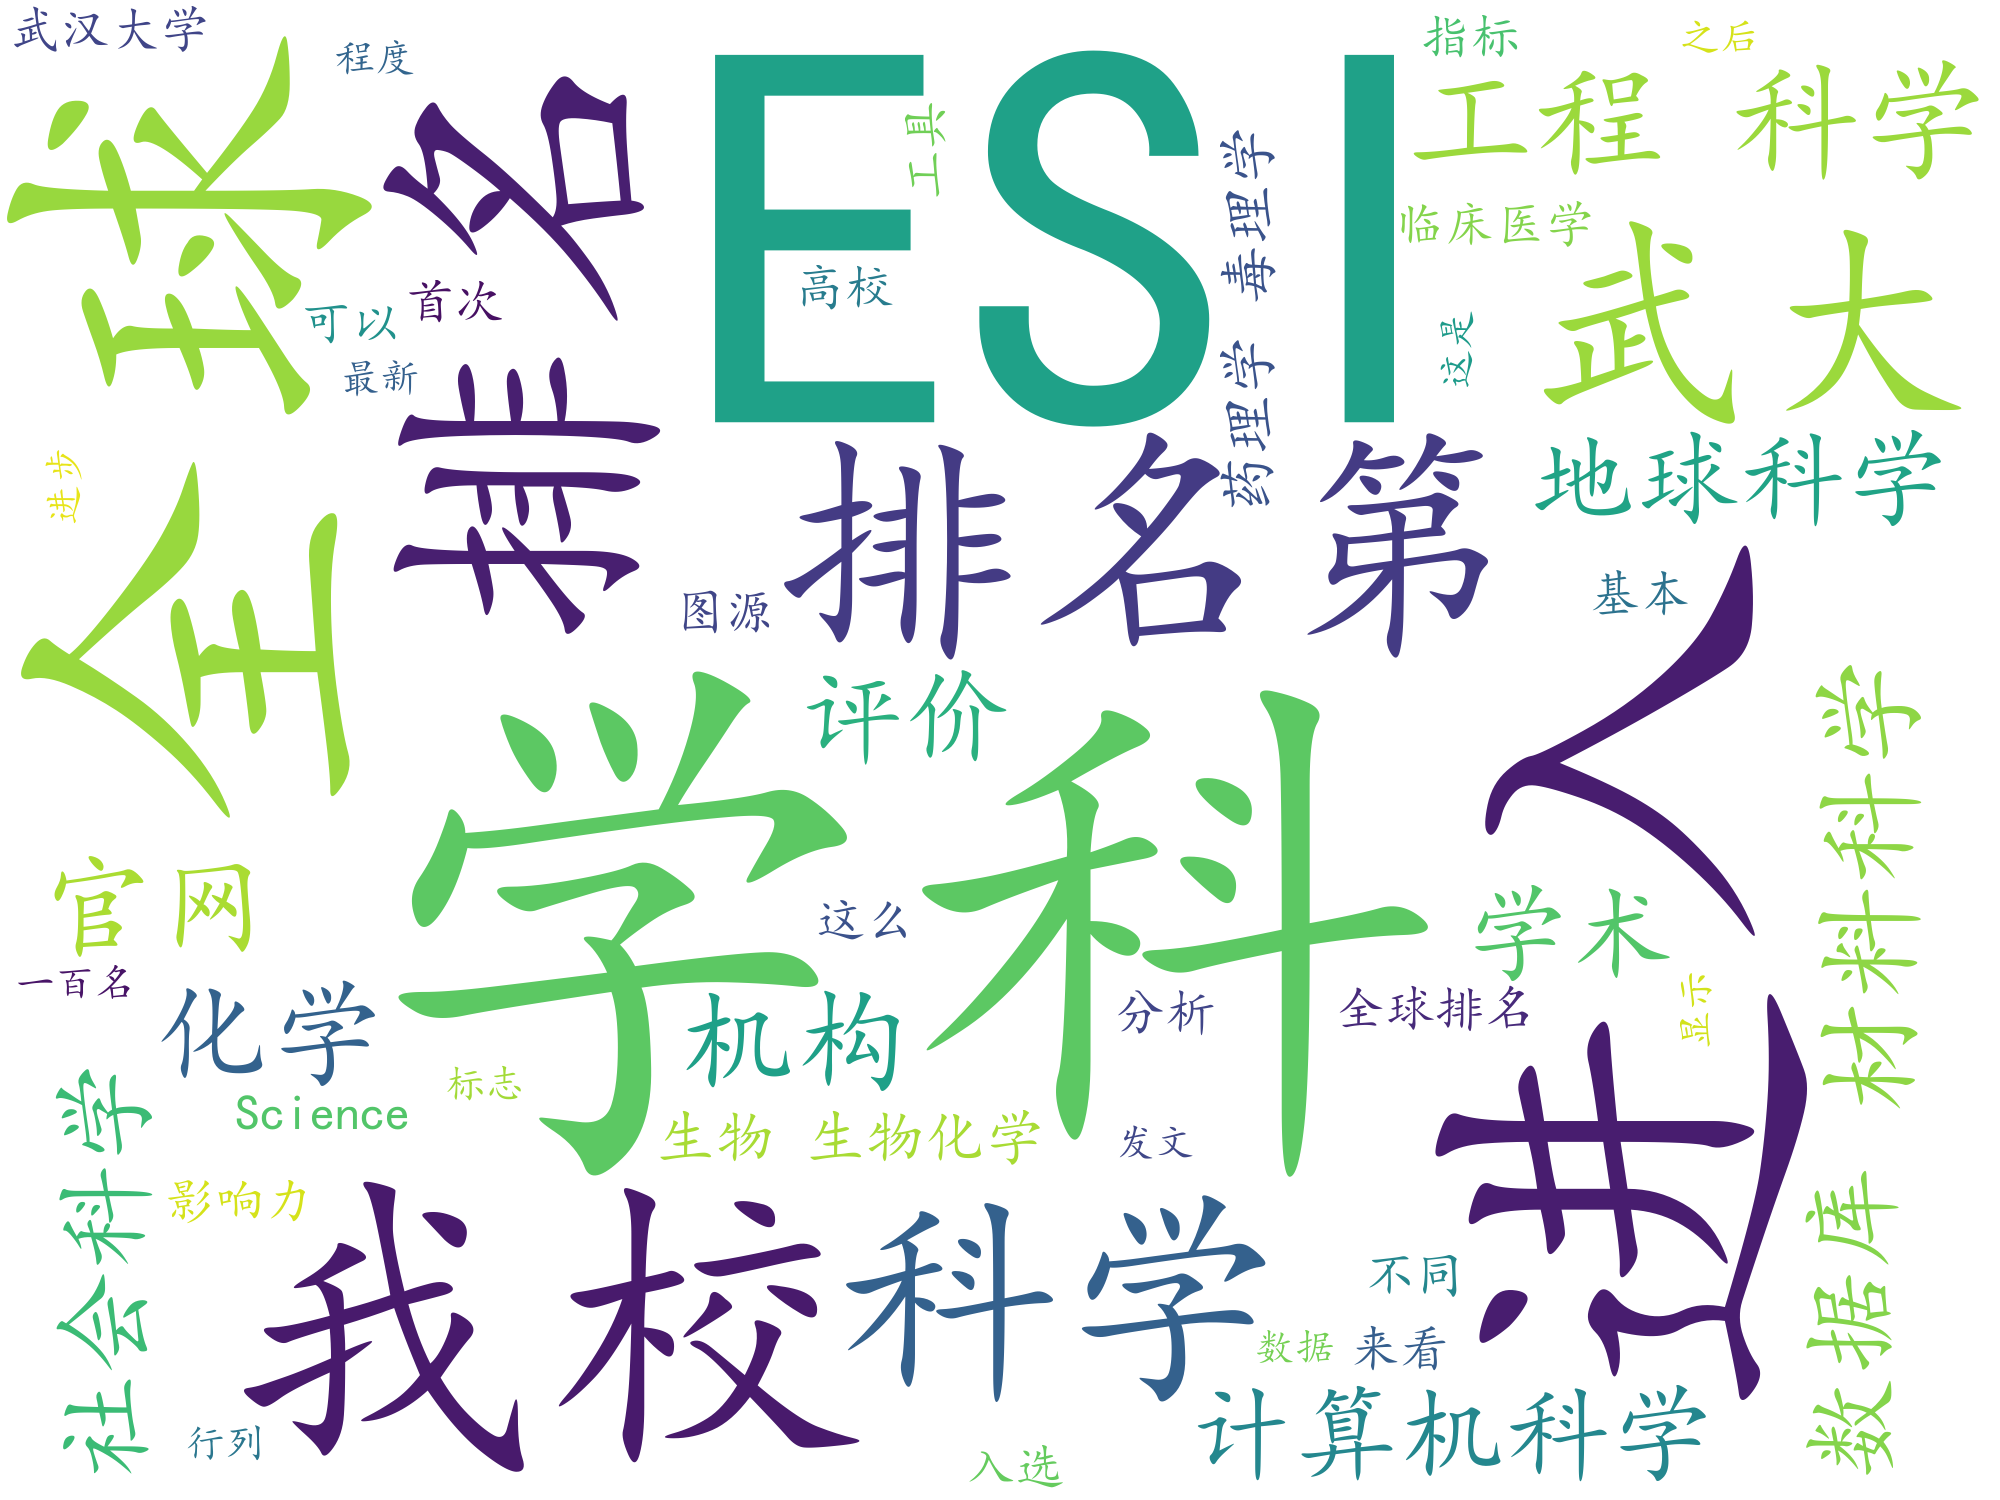 武汉大学
程度
ESI
指标
之后
工程 科学
全球
排名
工具
药理学 毒理学
临床医学
武大
高校
首次
可以
最新
这是
进步
排名第
地球科学
图源
基本
进入
学科
评价
材料科学
官网
这么
学术
一百名
化学
机构
分析
全球排名
显示
标志
Science
生物 生物化学
发文
社会科学
影响力
我校
科学
不同
数据库
数据
来看
计算机科学
行列
入选